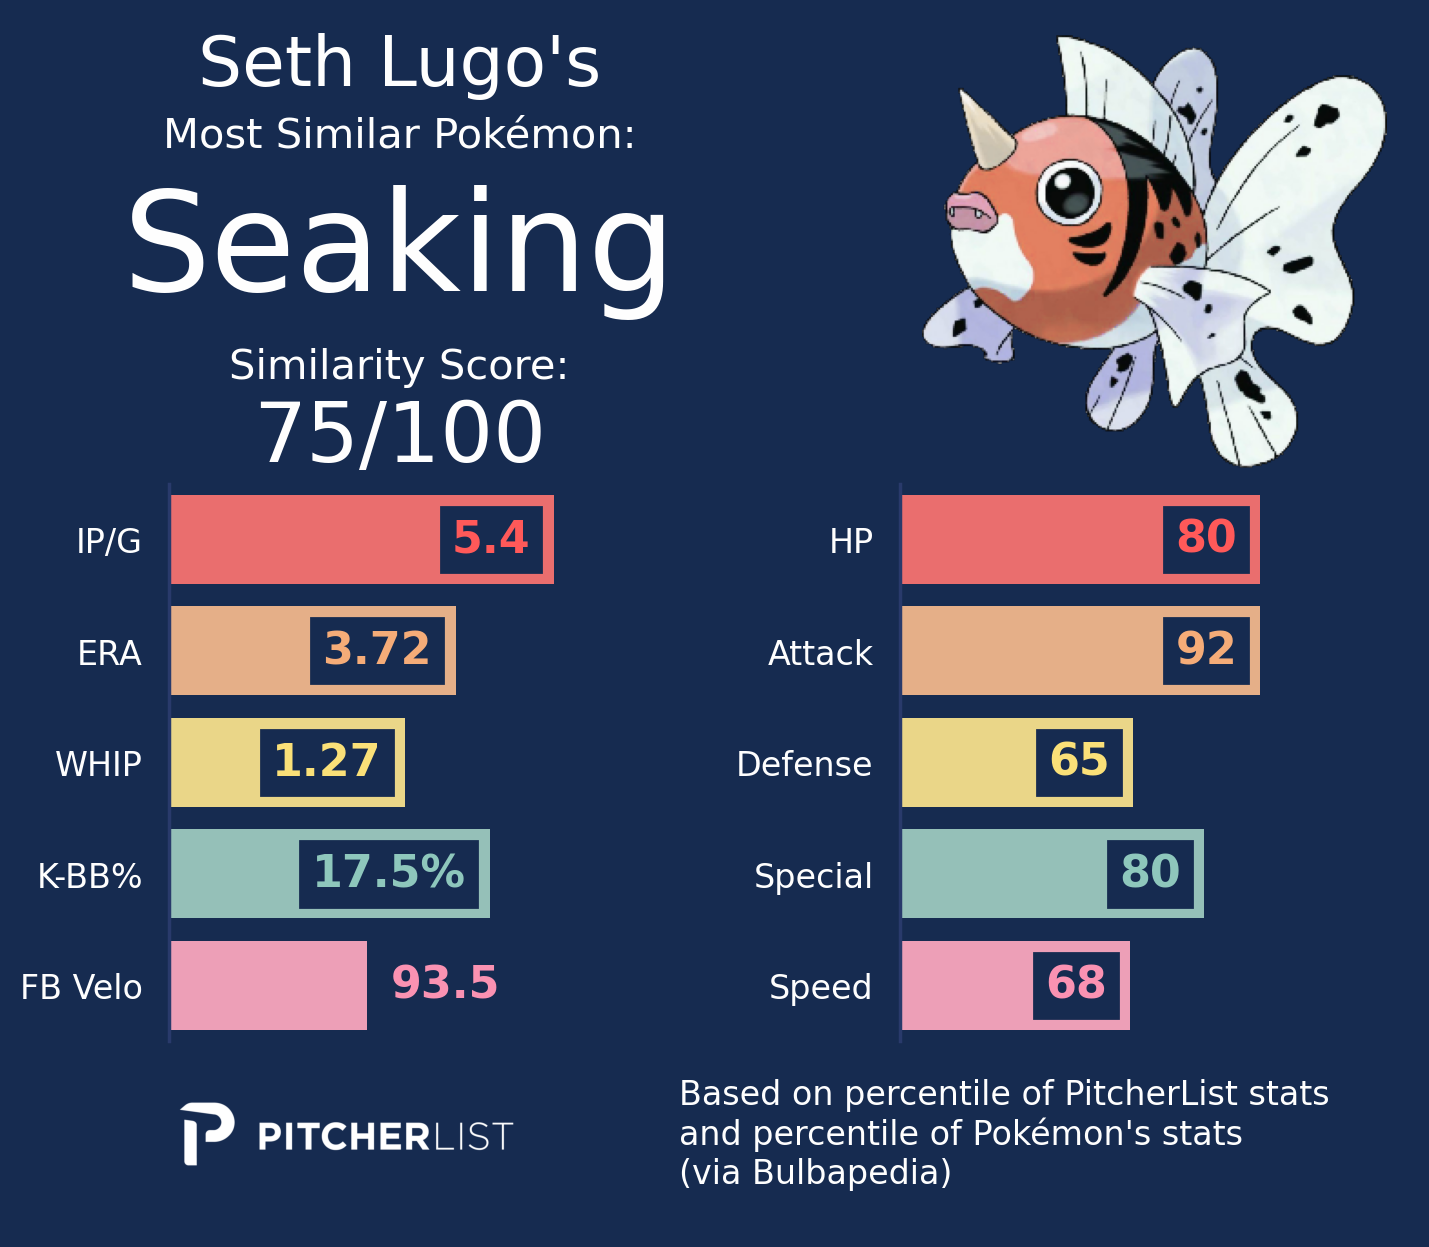 Seth Lugo's
Most Similar Pokémon:
Seaking
Similarity Score:
75/100
IP/G 5.4
ERA 3.72
WHIP 1.27
K-BB% 17.5%
FB Velo 93.5
HP 80
Attack 92
Defense 65
Special 80
Speed 68
PITCHERLIST
Based on percentile of PitcherList stats
and percentile of Pokémon's stats
(via Bulbapedia)